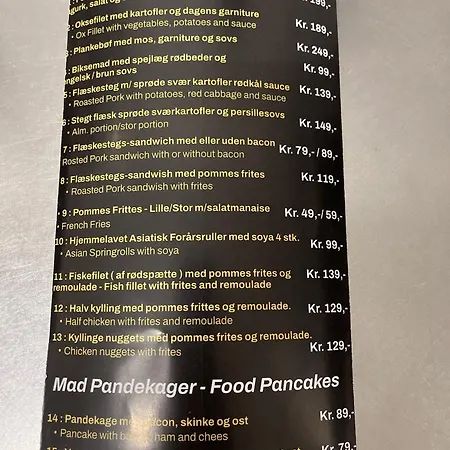 agurk, salat og
Kr. 199,-
: Oksefilet med kartofler og dagens garniture
• Ox Fillet with vegetables, potatoes and sauce
Kr. 189,-
: Plankebøf med mos, garniture og sovs
Kr. 249,-
: Biksemad med spejlæg rødbeder og
engelsk / brun sovs
Kr. 99,-
5 : Flæskesteg m/ sprøde svær kartofler rødkål sauce
• Roasted Pork with potatoes, red cabbage and sauce
Kr. 139,-
6 : Stegt flæsk sprøde sværkartofler og persillesovs
• Alm. portion/stor portion
Kr. 149,-
7 : Flæskestegs-sandwich med eller uden bacon
Rosted Pork sandwich with or without bacon
Kr. 79,-/ 89,-
8 : Flæskestegs-sandwich med pommes frites
• Roasted Pork sandwish with frites
Kr. 119,-
• 9 : Pommes Frittes - Lille/Stor m/salatmanaise
• French Fries
Kr. 49,-/ 59,-
10 : Hjemmelavet Asiatisk Forårsruller med soya 4 stk.
• Asian Springrolls with soya
Kr. 99,-
11 : Fiskefilet ( af rødspætte ) med pommes frites og
remoulade - Fish fillet with frites and remoulade
Kr. 139,-
12 : Halv kylling med pommes frittes og remoulade.
• Half chicken with frites and remoulade
Kr. 129,-
13 : Kyllinge nuggets med pommes frites og remoulade.
• Chicken nuggets with frites
Kr. 129,-
Mad Pandekager - Food Pancakes
14 : Pandekage med bacon, skinke og ost
• Pancake with bacon, ham and chees
Kr. 89,-
Kr. 79,-